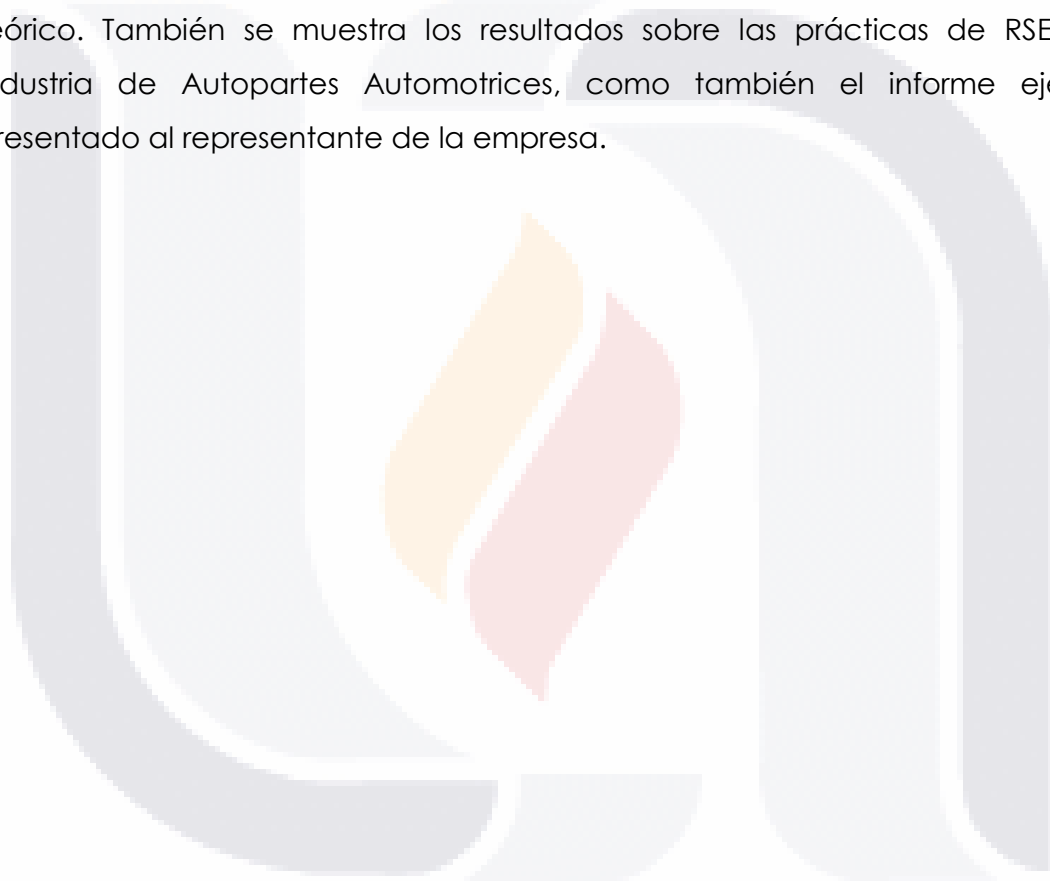 eórico. También se muestra los resultados sobre las prácticas de RSE
dustria de Autopartes Automotrices, como también el informe eje
resentado al representante de la empresa.